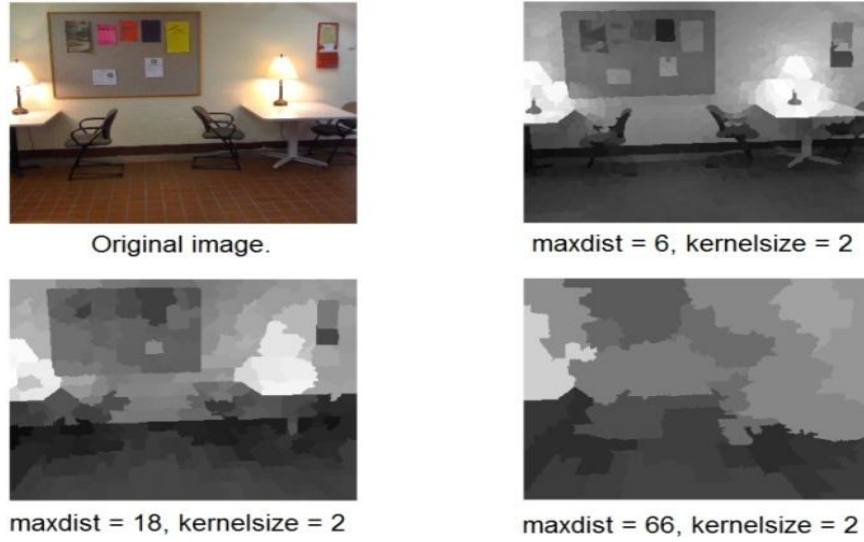 Original image.
maxdist = 6, kernelsize = 2
maxdist = 18, kernelsize = 2
maxdist = 66, kernelsize = 2